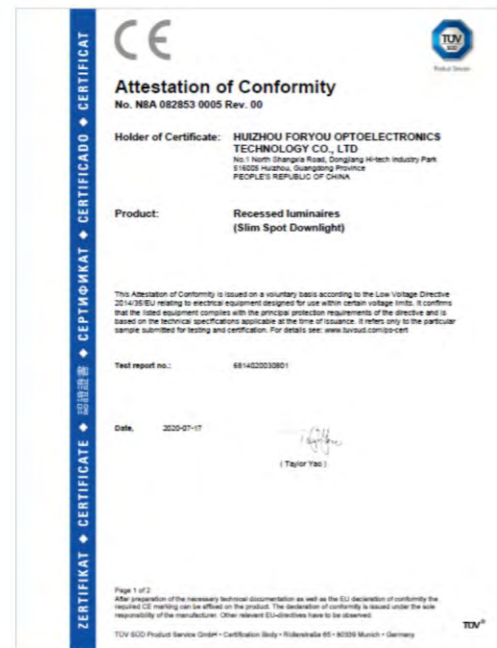 TÜV
SÜD
Product Service
CE
Attestation of Conformity
No. N8A 082853 0005 Rev. 00
Holder of Certificate: HUIZHOU FORYOU OPTOELECTRONICS
TECHNOLOGY CO., LTD
No.1 North Shangxia Road, Dongjiang Hi-tech Industry Park
516005 Huizhou, Guangdong Province
PEOPLE'S REPUBLIC OF CHINA
Product: Recessed luminaires
(Slim Spot Downlight)
This Attestation of Conformity is issued on a voluntary basis according to the Low Voltage Directive
2014/35/EU relating to electrical equipment designed for use within certain voltage limits. It confirms
that the listed equipment complies with the principal protection requirements of the directive and is
based on the technical specifications applicable at the time of issuance. It refers only to the particular
sample submitted for testing and certification. For details see: www.tuvsud.com/ps-cert
Test report no.: 6814020030801
Date, 2020-07-17
( Taylor Yao )
Page 1 of 2
After preparation of the necessary technical documentation as well as the EU declaration of conformity the
required CE marking can be affixed on the product. The declaration of conformity is issued under the sole
responsibility of the manufacturer. Other relevant EU-directives have to be observed.
TÜV SÜD Product Service GmbH • Certification Body • Ridlerstraße 65 • 80339 Munich • Germany
TÜV®
ZERTIFIKAT ◆ CERTIFICATE ◆ 認證證書 ◆ СЕРТИФИКАТ ◆ CERTIFICADO ◆ CERTIFICAT